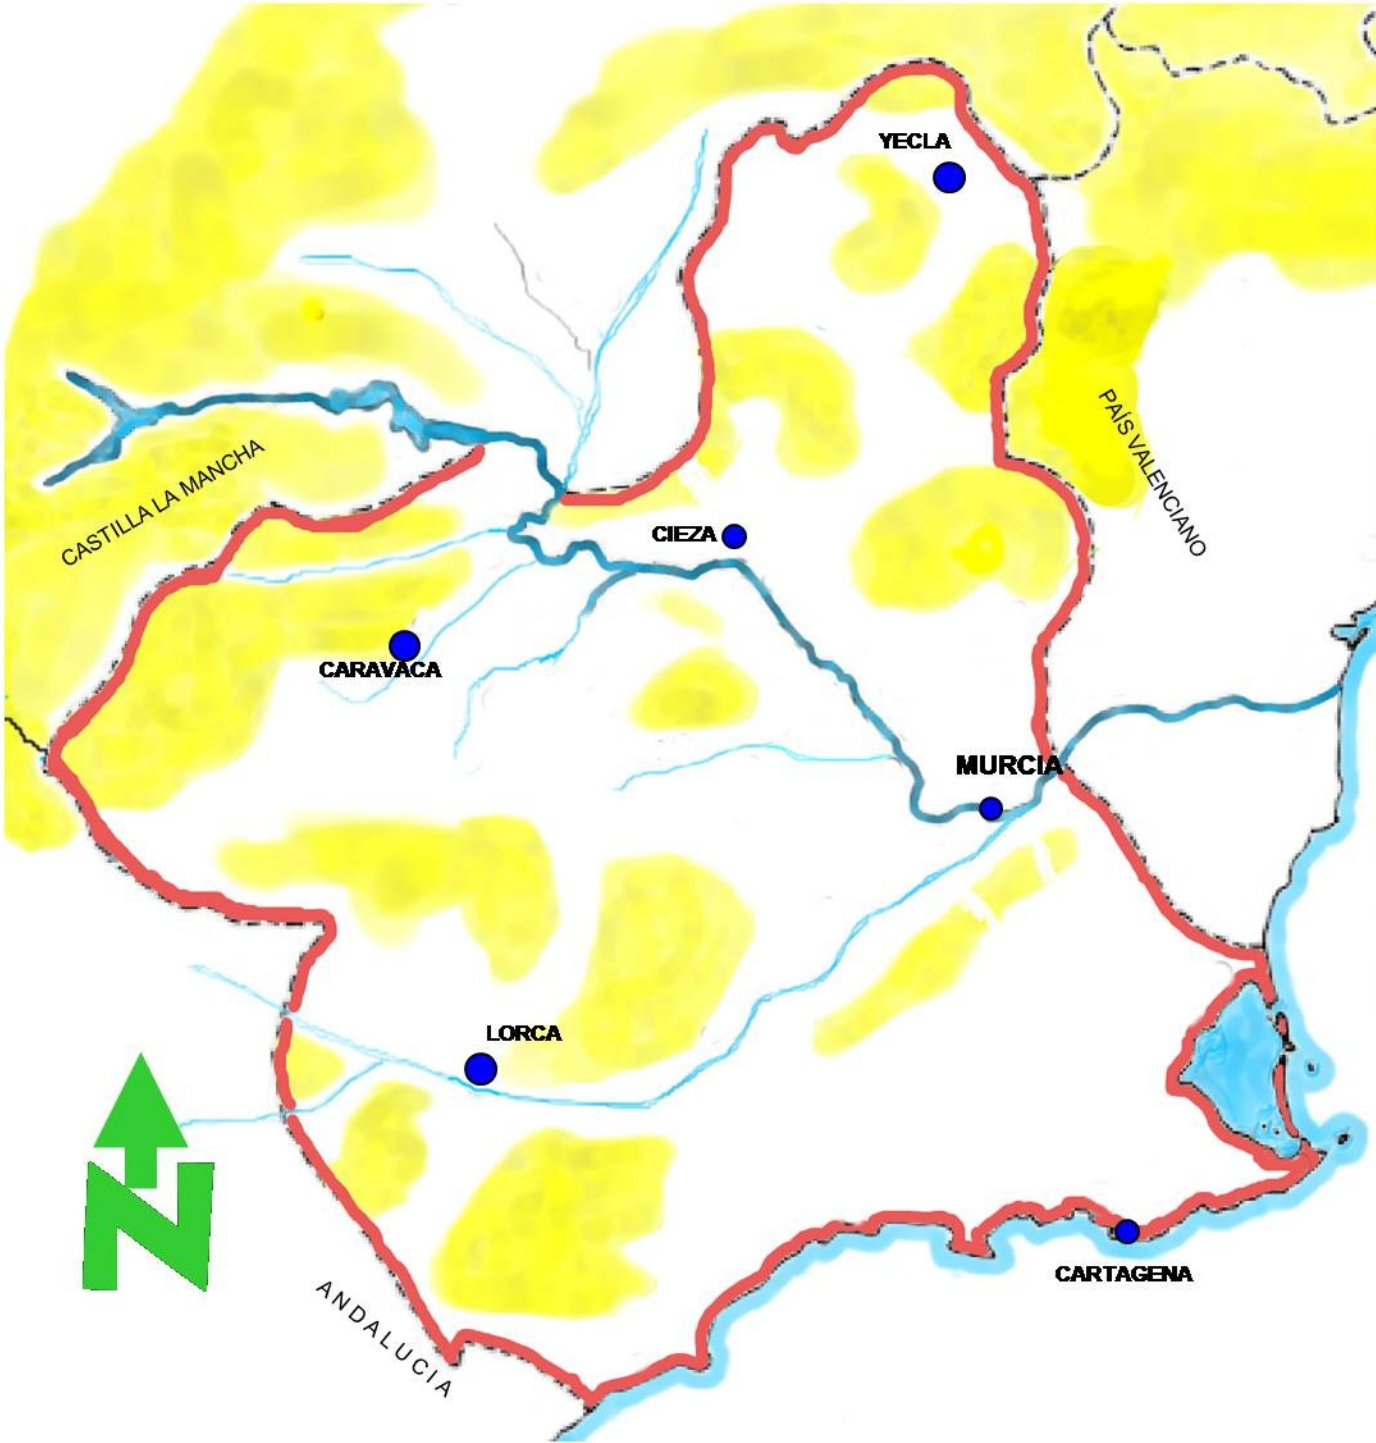 YECLA
PAÍS VALENCIANO
CASTILLA LA MANCHA
CIEZA
CARAVACA
MURCIA
LORCA
N
CARTAGENA
ANDALUCIA